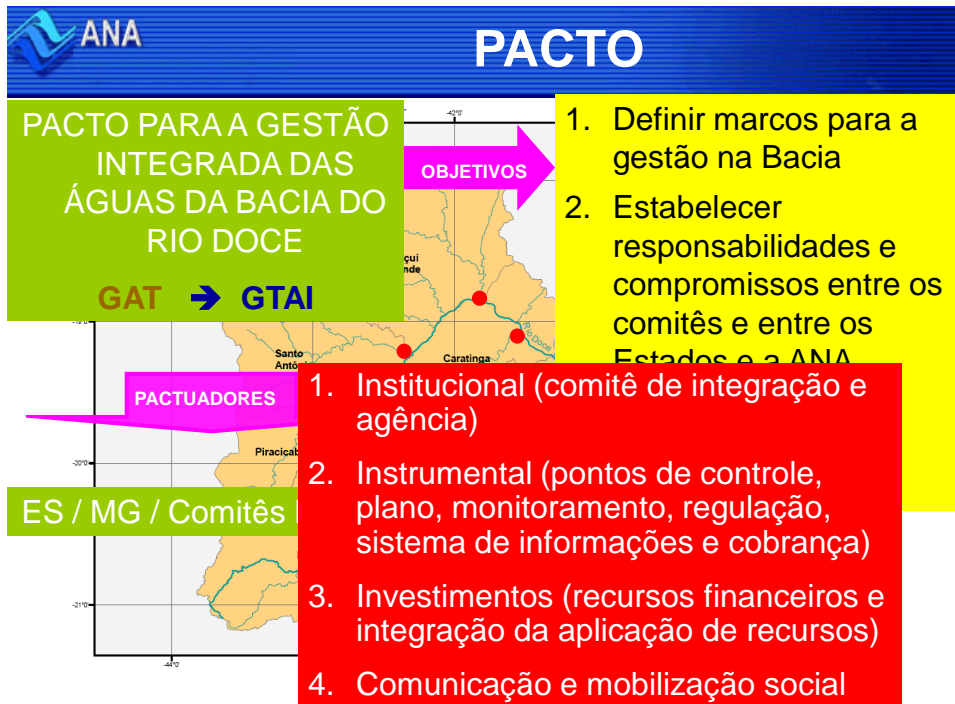 ANA
PACTO
PACTO PARA A GESTÃO
INTEGRADA DAS
ÁGUAS DA BACIA DO
RIO DOCE
GAT ➔ GTAI
OBJETIVOS
1. Definir marcos para a
gestão na Bacia
2. Estabelecer
responsabilidades e
compromissos entre os
comitês e entre os
Estados e a ANA
PACTUADORES
ES / MG / Comitês
1. Institucional (comitê de integração e
agência)
2. Instrumental (pontos de controle,
plano, monitoramento, regulação,
sistema de informações e cobrança)
3. Investimentos (recursos financeiros e
integração da aplicação de recursos)
4. Comunicação e mobilização social
-42°0'
Santo
Caratinga
Rio Doce
-20°0'
-21°0'
-44°0'